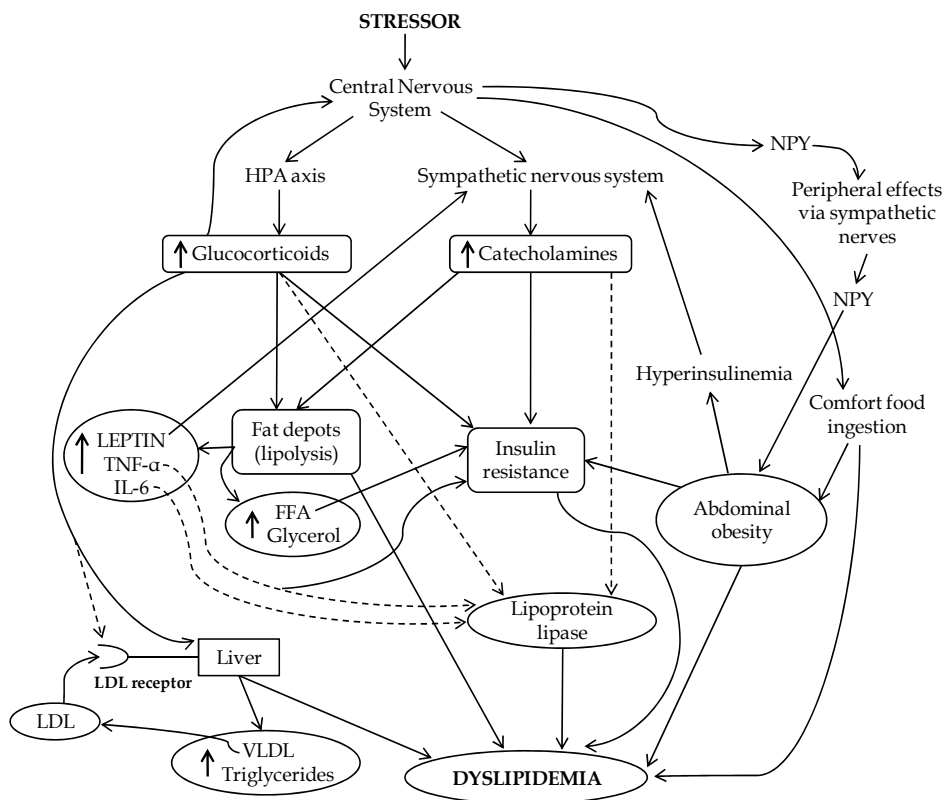 STRESSOR
Central Nervous
System
NPY
HPA axis
Sympathetic nervous system
Peripheral effects
via sympathetic
nerves
Glucocorticoids
Catecholamines
NPY
Hyperinsulinemia
Comfort food
ingestion
LEPTIN
TNF-α
IL-6
Fat depots
(lipolysis)
Insulin
resistance
FFA
Glycerol
Abdominal
obesity
Lipoprotein
lipase
Liver
LDL receptor
LDL
VLDL
Triglycerides
DYSLIPIDEMIA